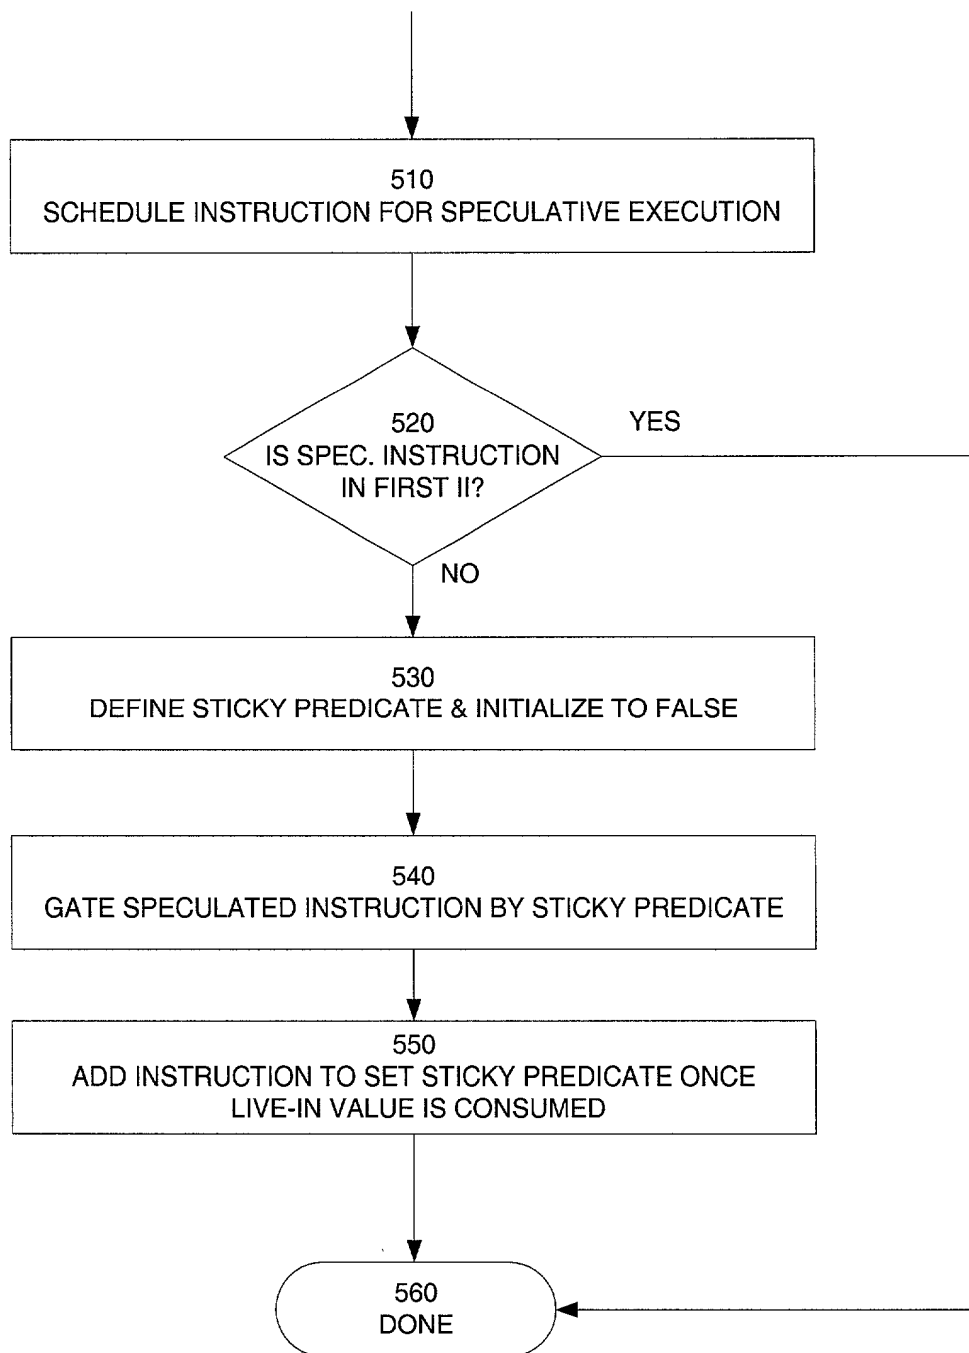 510
SCHEDULE INSTRUCTION FOR SPECULATIVE EXECUTION
520
IS SPEC. INSTRUCTION
IN FIRST II?
YES
NO
530
DEFINE STICKY PREDICATE & INITIALIZE TO FALSE
540
GATE SPECULATED INSTRUCTION BY STICKY PREDICATE
550
ADD INSTRUCTION TO SET STICKY PREDICATE ONCE
LIVE-IN VALUE IS CONSUMED
560
DONE